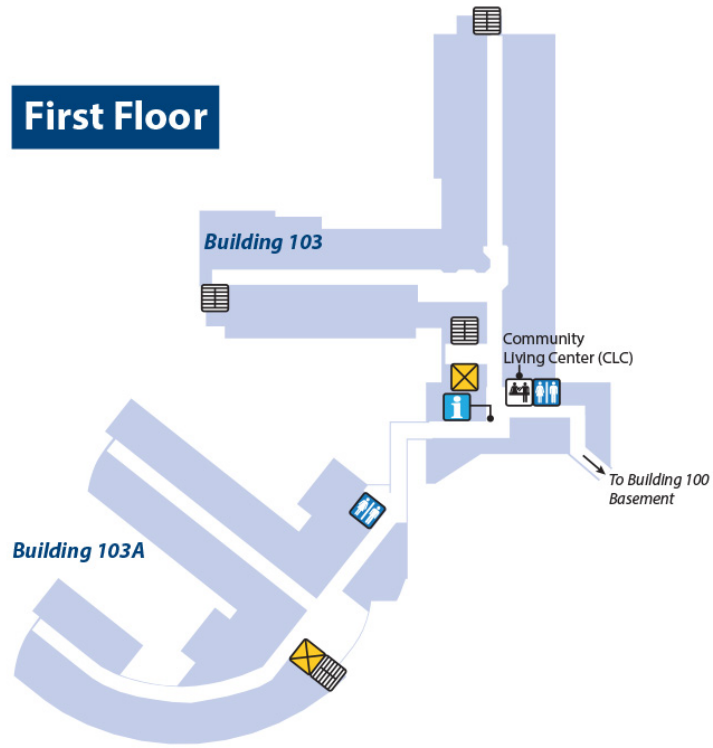 First Floor
Building 103
Community
Living Center (CLC)
i
To Building 100
Basement
Building 103A